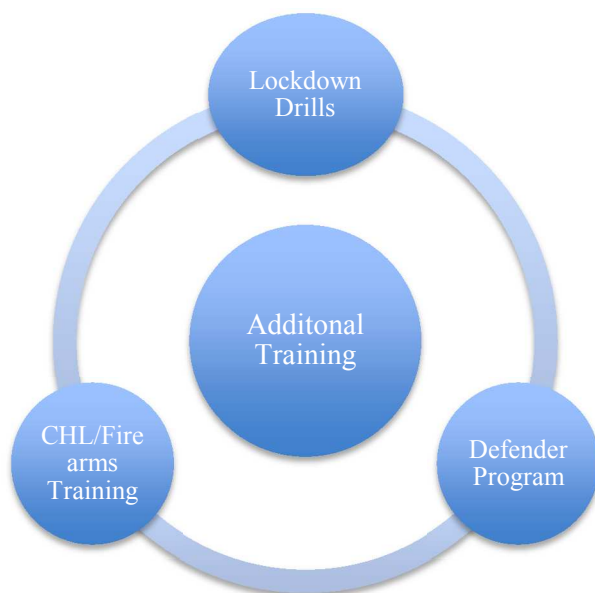 Lockdown
Drills
Additonal
Training
CHL/Fire
arms
Training
Defender
Program